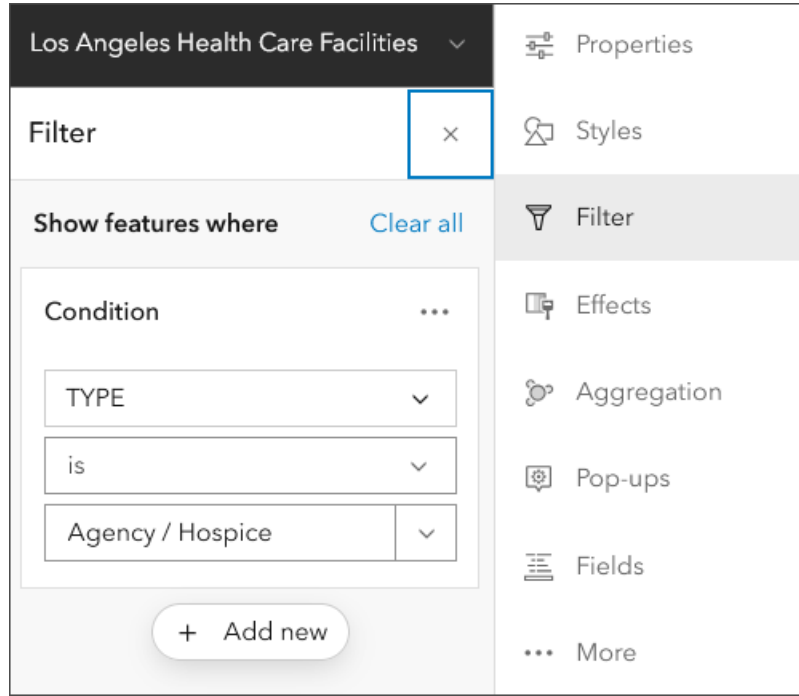 Los Angeles Health Care Facilities
Filter
Show features where
Clear all
Condition
TYPE
is
Agency / Hospice
+ Add new
Properties
Styles
Filter
Effects
Aggregation
Pop-ups
Fields
More